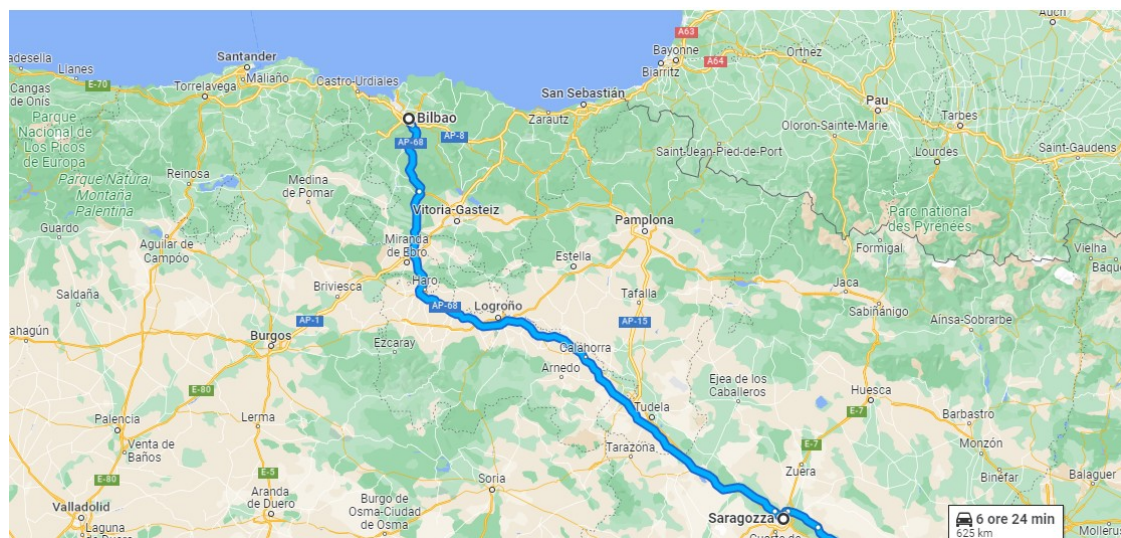 Auch
A63
Bayonne
Orthez
Santander
adesella
Llanes
Maliaño
Biarritz
A64
E-70
Torrelavega
Castro-Urdiales
San Sebastián
Cangas
de Onís
Pau
Tarbes
Bilbao
Zarautz
Parque
Nacional de
Los Picos
de Europa
AP-68
AP-8
Oloron-Sainte-Marie
Saint-Jean-Pied-de-Port
Lourdes
Saint-Gaudens
Parque Natural
Montaña
Palentina
Reinosa
Medina
de Pomar
Vitoria-Gasteiz
Pamplona
Parc national
des Pyrénées
Guardo
Aguilar de
Campóo
Miranda
de Ebro
Estella
Formigal
Vielha
Haro
Briviesca
Jaca
Saldaña
AP-68
Logroño
Tafalla
Sabiñánigo
Aínsa-Sobrarbe
AP-1
AP-15
ahagún
Burgos
Ezcaray
Calahorra
Arnedo
Ejea de los
Caballeros
Huesca
E-80
Palencia
Lerma
Tudela
E-7
Barbastro
Venta de
Baños
Tarazona
E-7
Monzón
E-5
Zuera
Binéfar
Balaguer
E-80
Soria
Valladolid
Aranda
de Duero
Burgo de
Osma-Ciudad
de Osma
Saragozza
6 ore 24 min
625 km
Laguna
Mollerus